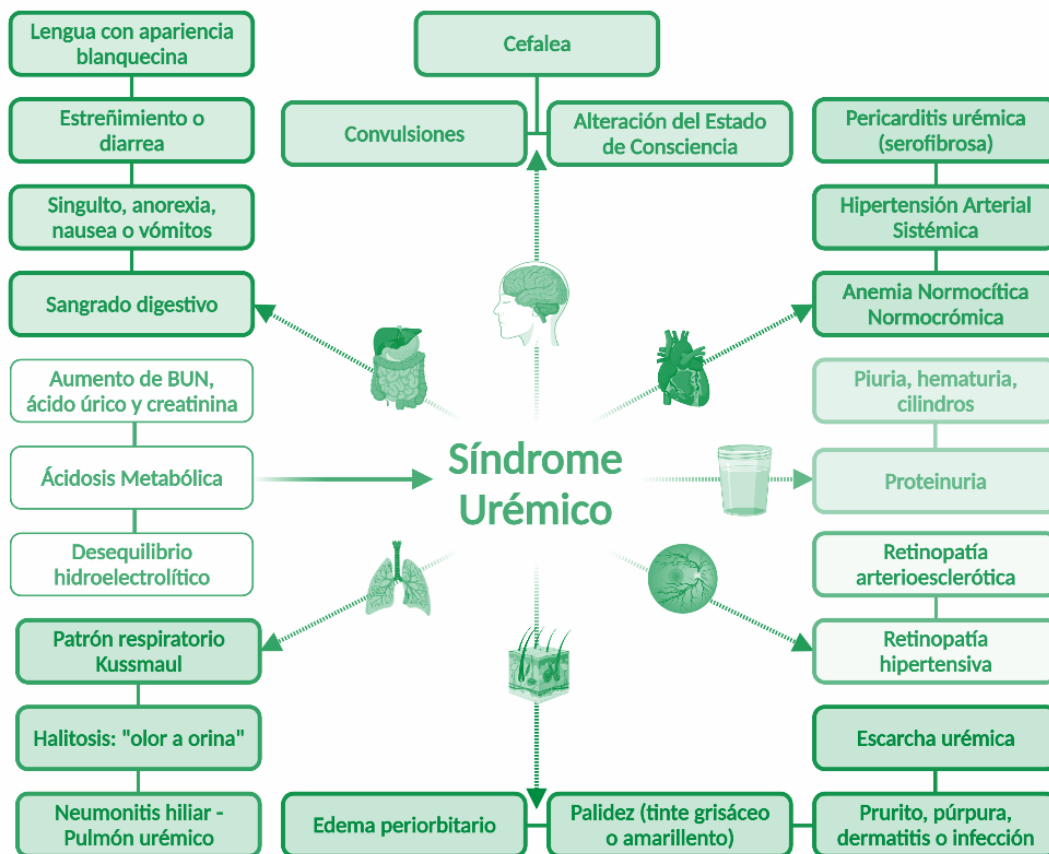 Lengua con apariencia
blanquecina
Estreñimiento o
diarrea
Singulto, anorexia,
nausea o vómitos
Sangrado digestivo
Cefalea
Convulsiones
Alteración del Estado
de Consciencia
Pericarditis urémica
(serofibrosa)
Hipertensión Arterial
Sistémica
Anemia Normocítica
Normocrómica
Aumento de BUN,
ácido úrico y creatinina
Ácidosis Metabólica
Desequilibrio
hidroelectrolítico
Síndrome
Urémico
Piuria, hematuria,
cilindros
Proteinuria
Retinopatía
arterioesclerótica
Retinopatía
hipertensiva
Patrón respiratorio
Kussmaul
Halitosis: "olor a orina"
Neumonitis hiliar -
Pulmón urémico
Edema periorbitario
Palidez (tinte grisáceo
o amarillento)
Escarcha urémica
Prurito, púrpura,
dermatitis o infección